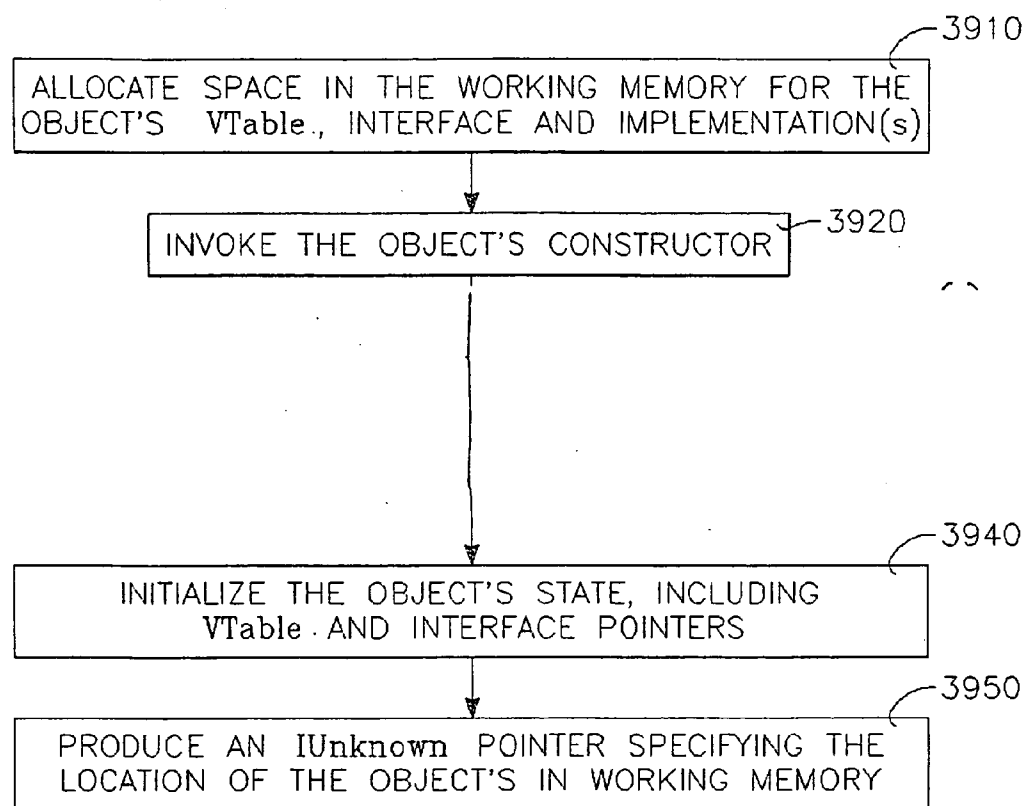 3910
ALLOCATE SPACE IN THE WORKING MEMORY FOR THE
OBJECT'S VTable., INTERFACE AND IMPLEMENTATION(s)
3920
INVOKE THE OBJECT'S CONSTRUCTOR
3940
INITIALIZE THE OBJECT'S STATE, INCLUDING
VTable. AND INTERFACE POINTERS
3950
PRODUCE AN IUnknown POINTER SPECIFYING THE
LOCATION OF THE OBJECT'S IN WORKING MEMORY